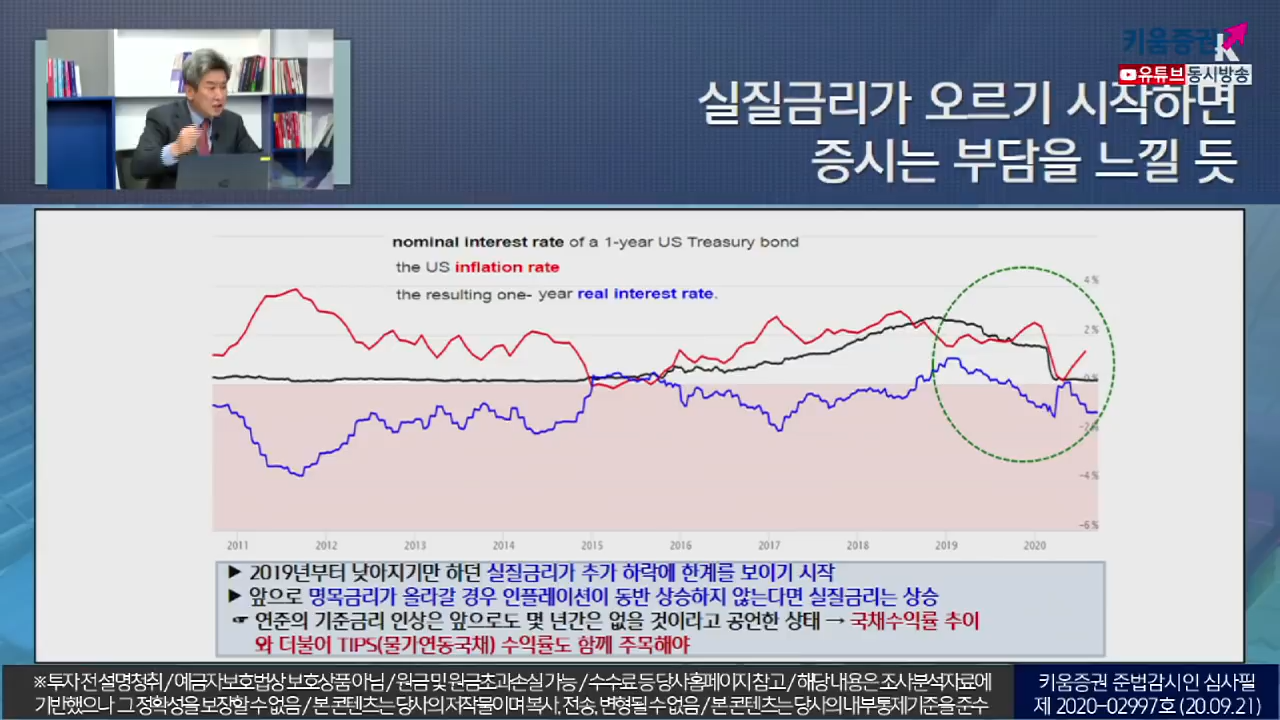 키움증권
유튜브 동시방송
실질금리가 오르기 시작하면
증시는 부담을 느낄 듯
nominal interest rate of a 1-year US Treasury bond
the US inflation rate
the resulting one- year real interest rate.
4%
2%
0%
-2%
-4%
-6%
2011 2012 2013 2014 2015 2016 2017 2018 2019 2020
▶ 2019년부터 낮아지기만 하던 실질금리가 추가 하락에 한계를 보이기 시작
▶ 앞으로 명목금리가 올라갈 경우 인플레이션이 동반 상승하지 않는다면 실질금리는 상승
☞ 연준의 기준금리 인상은 앞으로도 몇 년간은 없을 것이라고 공언한 상태 → 국채수익률 추이
와 더불어 TIPS(물가연동국채) 수익률도 함께 주목해야
※ 투자 전 설명청취 / 예금자보호법상 보호상품 아님 / 원금 및 원금초과손실 가능 / 수수료 등 당사홈페이지 참고 / 해당 내용은 조사분석자료에
기반했으나 그 정확성을 보장할 수 없음 / 본 콘텐츠는 당사의 저작물이며 복사, 전송, 변형될 수 없음 / 본 콘텐츠는 당사의 내부통제기준을 준수
키움증권 준법감시인 심사필
제 2020-02997호 (20.09.21)